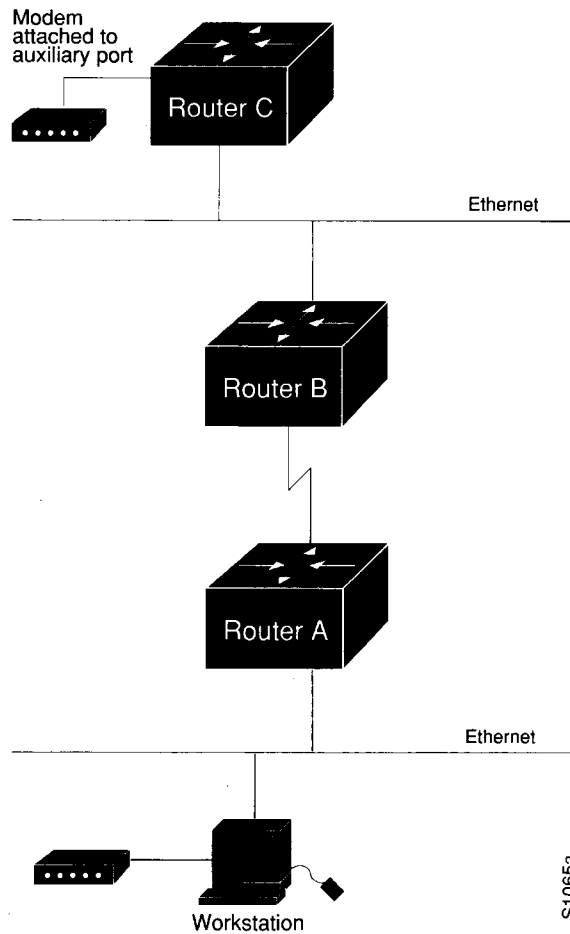 Modem
attached to
auxiliary port
Router C
Ethernet
Router B
Router A
Ethernet
Workstation